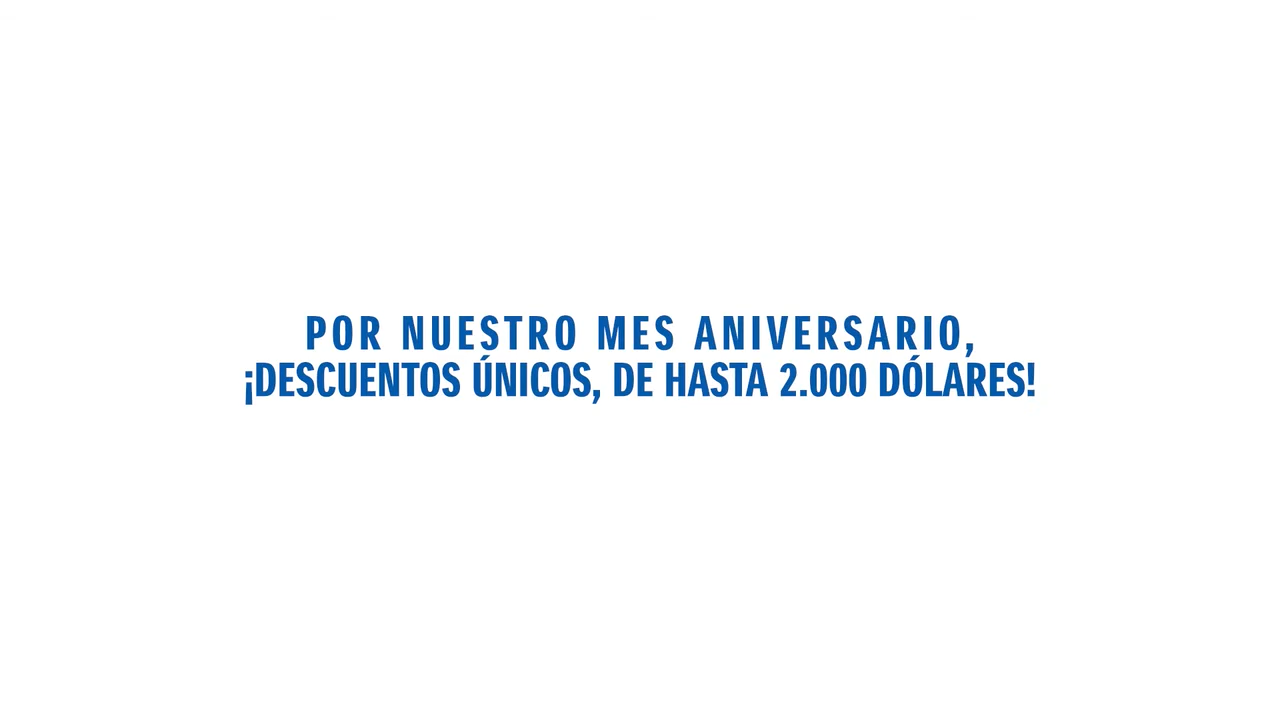 POR NUESTRO MES ANIVERSARIO,
¡DESCUENTOS ÚNICOS, DE HASTA 2.000 DÓLARES!